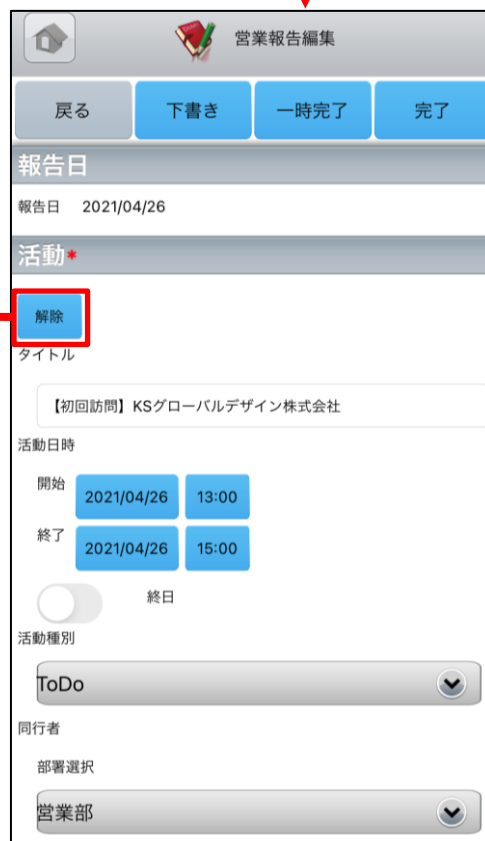 営業報告編集
戻る 下書き 一時完了 完了
報告日
報告日 2021/04/26
活動*
解除
タイトル
【初回訪問】KSグローバルデザイン株式会社
活動日時
開始 2021/04/26 13:00
終了 2021/04/26 15:00
終日
活動種別
ToDo
同行者
部署選択
営業部